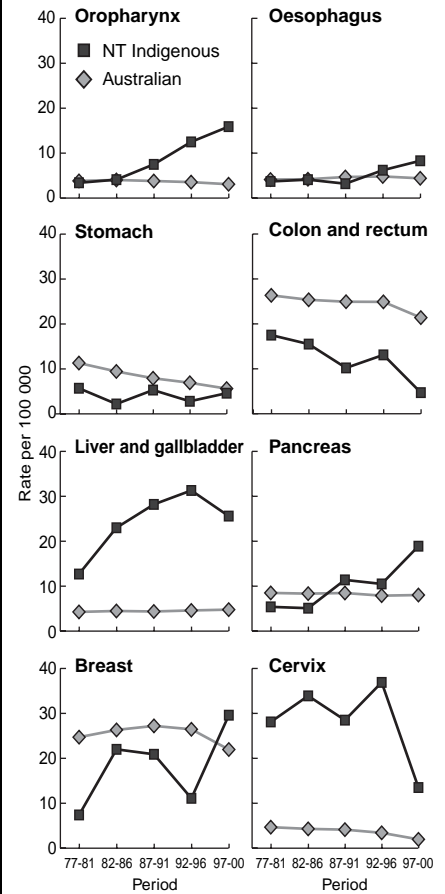 Oropharynx
Oesophagus
40
30
20
10
0
NT Indigenous
Australian
Stomach
Colon and rectum
40
30
20
10
0
Liver and gallbladder
Pancreas
40
30
20
10
0
Breast
Cervix
40
30
20
10
0
Rate per 100 000
77-81 82-86 87-91 92-96 97-00 77-81 82-86 87-91 92-96 97-00
Period Period